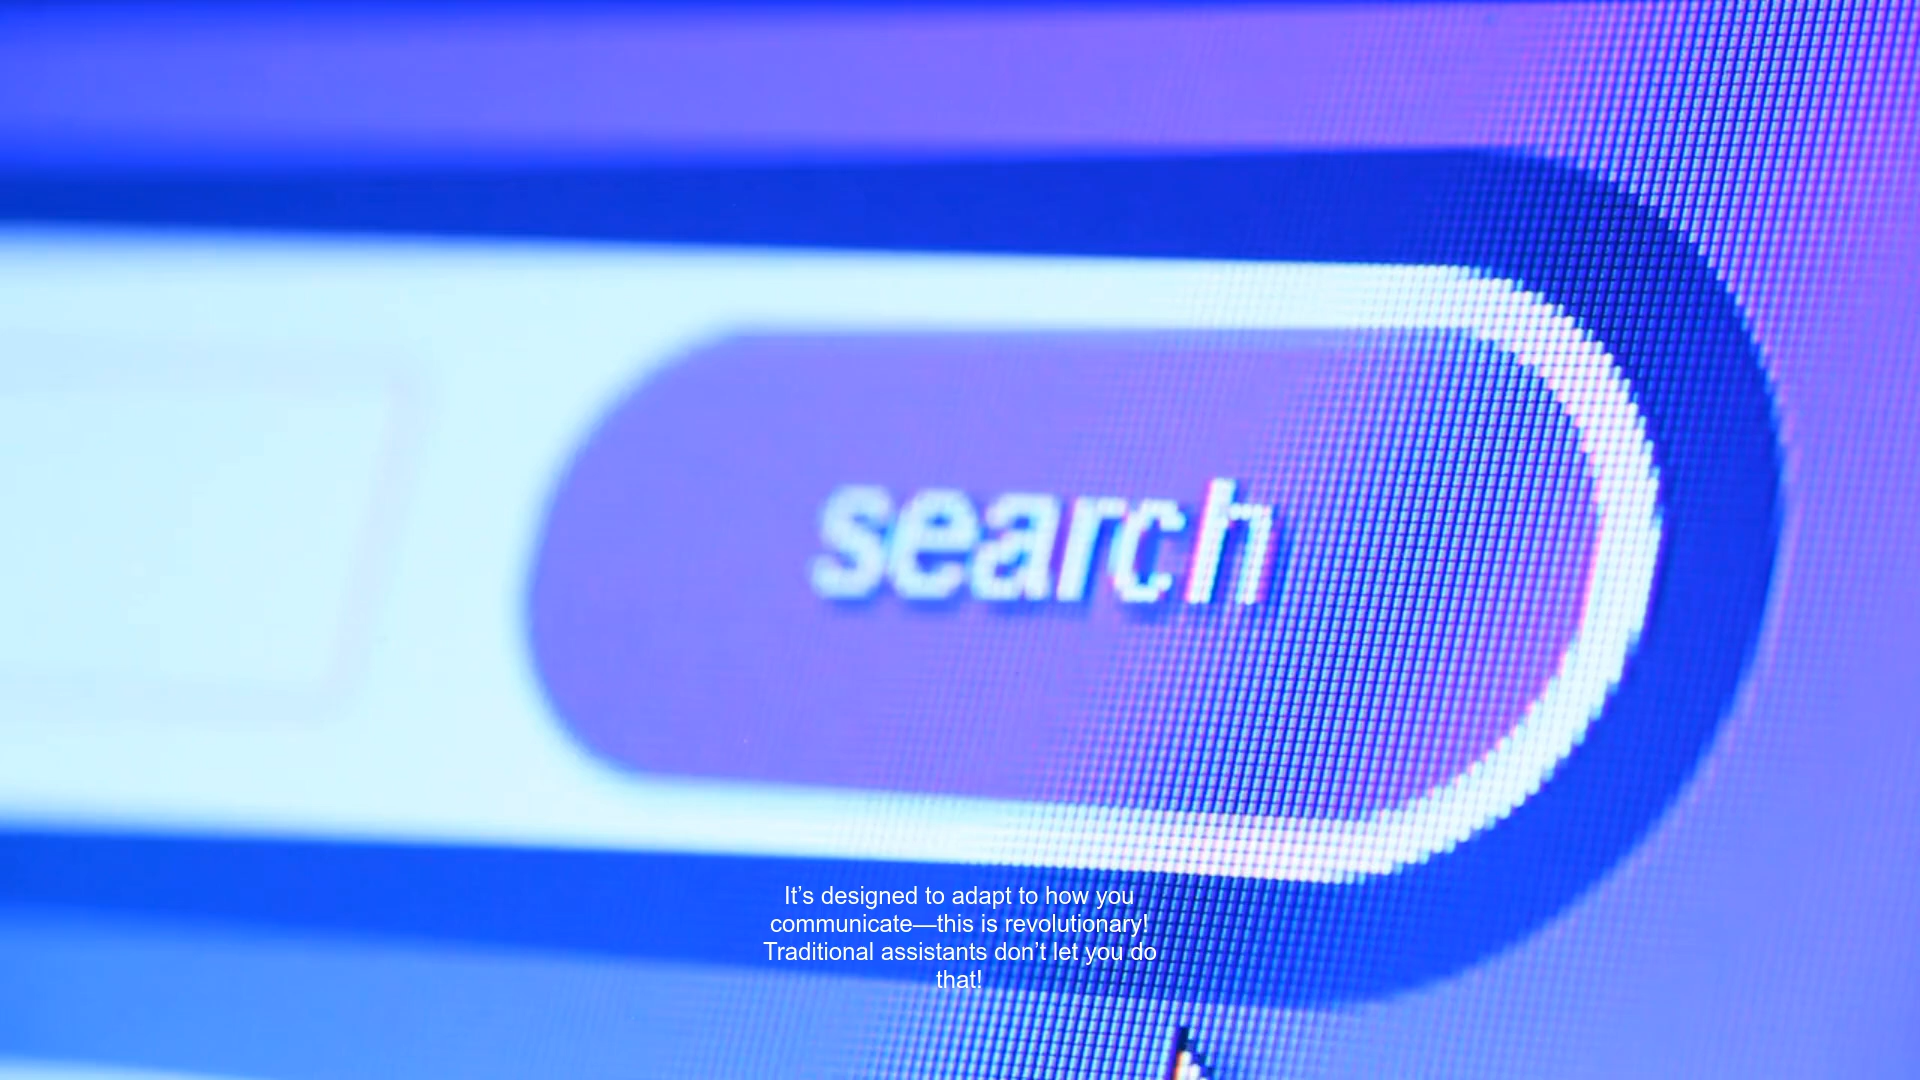 search
It’s designed to adapt to how you
communicate—this is revolutionary!
Traditional assistants don’t let you do
that!